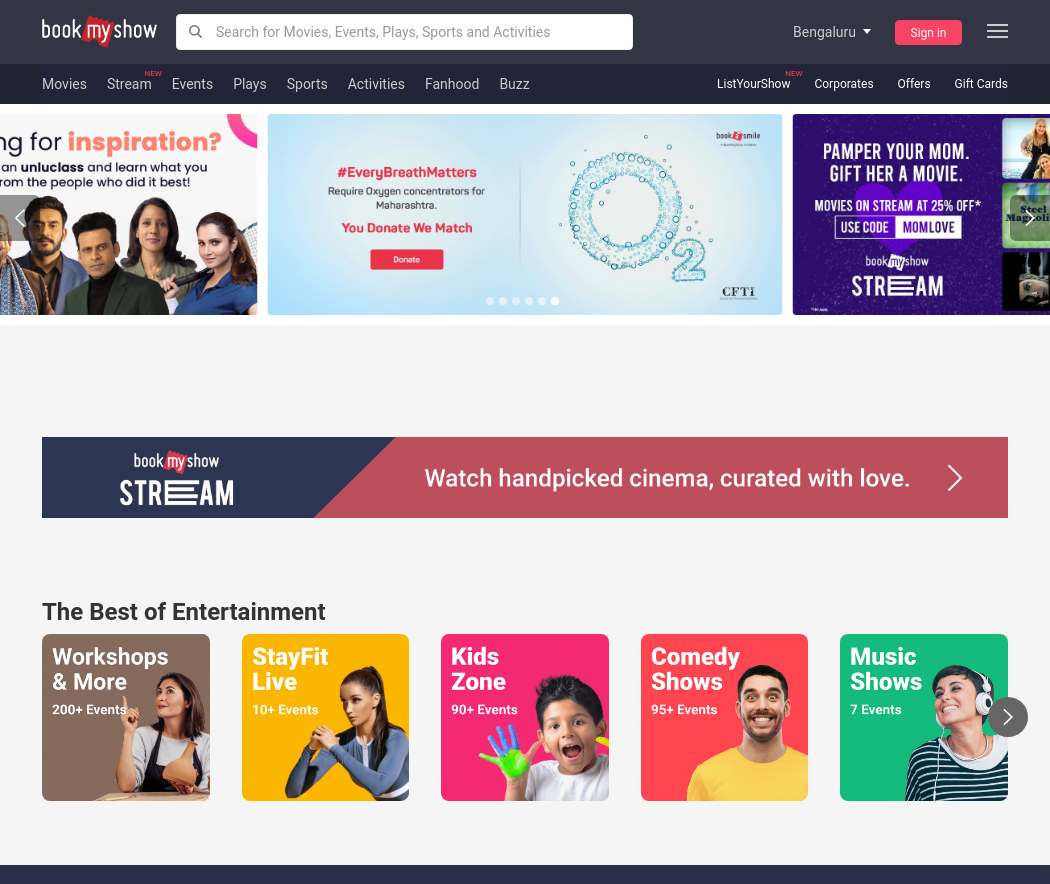 book my show
Search for Movies, Events, Plays, Sports and Activities
Bengaluru
Sign in
Movies
Stream
NEW
Events
Plays
Sports
Activities
Fanhood
Buzz
ListYourShow
NEW
Corporates
Offers
Gift Cards
ng for inspiration?
an unluclass and learn what you
rom the people who did it best!
#EveryBreathMatters
Require Oxygen concentrators for
Maharashtra.
You Donate We Match
Donate
book a smile
O2
CFTI
PAMPER YOUR MOM.
GIFT HER A MOVIE.
MOVIES ON STREAM AT 25% OFF*
USE CODE MOMLOVE
book my show
STREAM
Steel
book my show
STREAM
Watch handpicked cinema, curated with love.
The Best of Entertainment
Workshops
& More
200+ Events
StayFit
Live
10+ Events
Kids
Zone
90+ Events
Comedy
Shows
95+ Events
Music
Shows
7 Events